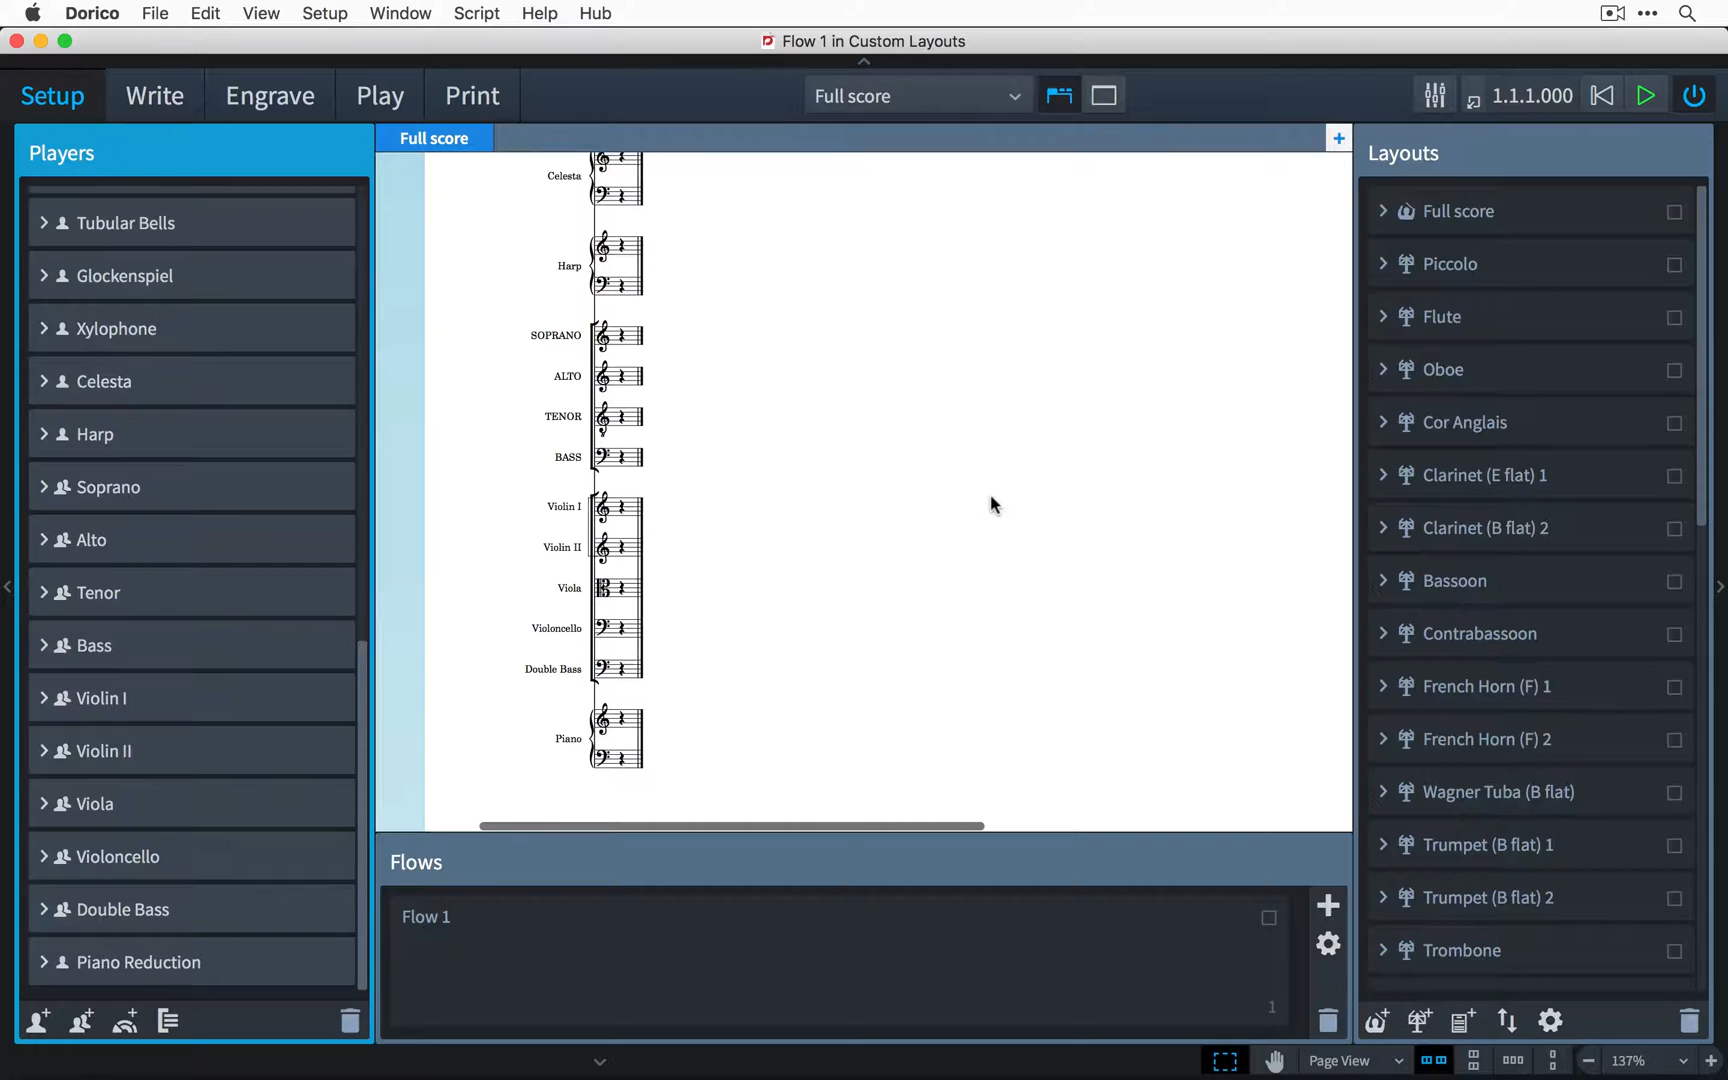 Dorico File Edit View Setup Window Script Help Hub
Flow 1 in Custom Layouts
Setup Write Engrave Play Print Full score 1.1.1.000
Players
Tubular Bells
Glockenspiel
Xylophone
Celesta
Harp
Soprano
Alto
Tenor
Bass
Violin I
Violin II
Viola
Violoncello
Double Bass
Piano Reduction
Full score
Celesta
Harp
SOPRANO
ALTO
TENOR
BASS
Violin I
Violin II
Viola
Violoncello
Double Bass
Piano
Flows
Flow 1
1
Layouts
Full score
Piccolo
Flute
Oboe
Cor Anglais
Clarinet (E flat) 1
Clarinet (B flat) 2
Bassoon
Contrabassoon
French Horn (F) 1
French Horn (F) 2
Wagner Tuba (B flat)
Trumpet (B flat) 1
Trumpet (B flat) 2
Trombone
Page View 137%